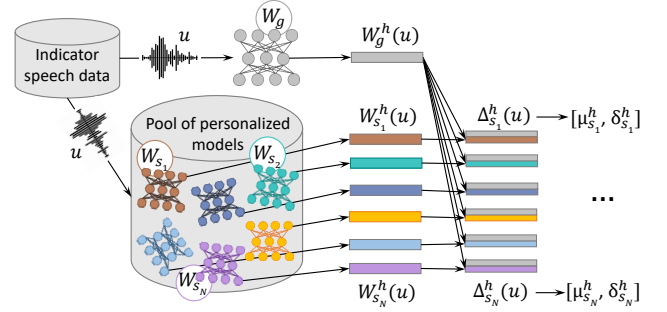 Indicator
speech data
u
W_g
W_g^h(u)
u
Pool of personalized
models
W_{s_1}
W_{s_2}
W_{s_N}
W_{s_1}^h(u)
Δ_{s_1}^h(u)
[μ_{s_1}^h, δ_{s_1}^h]
...
W_{s_N}^h(u)
Δ_{s_N}^h(u)
[μ_{s_N}^h, δ_{s_N}^h]